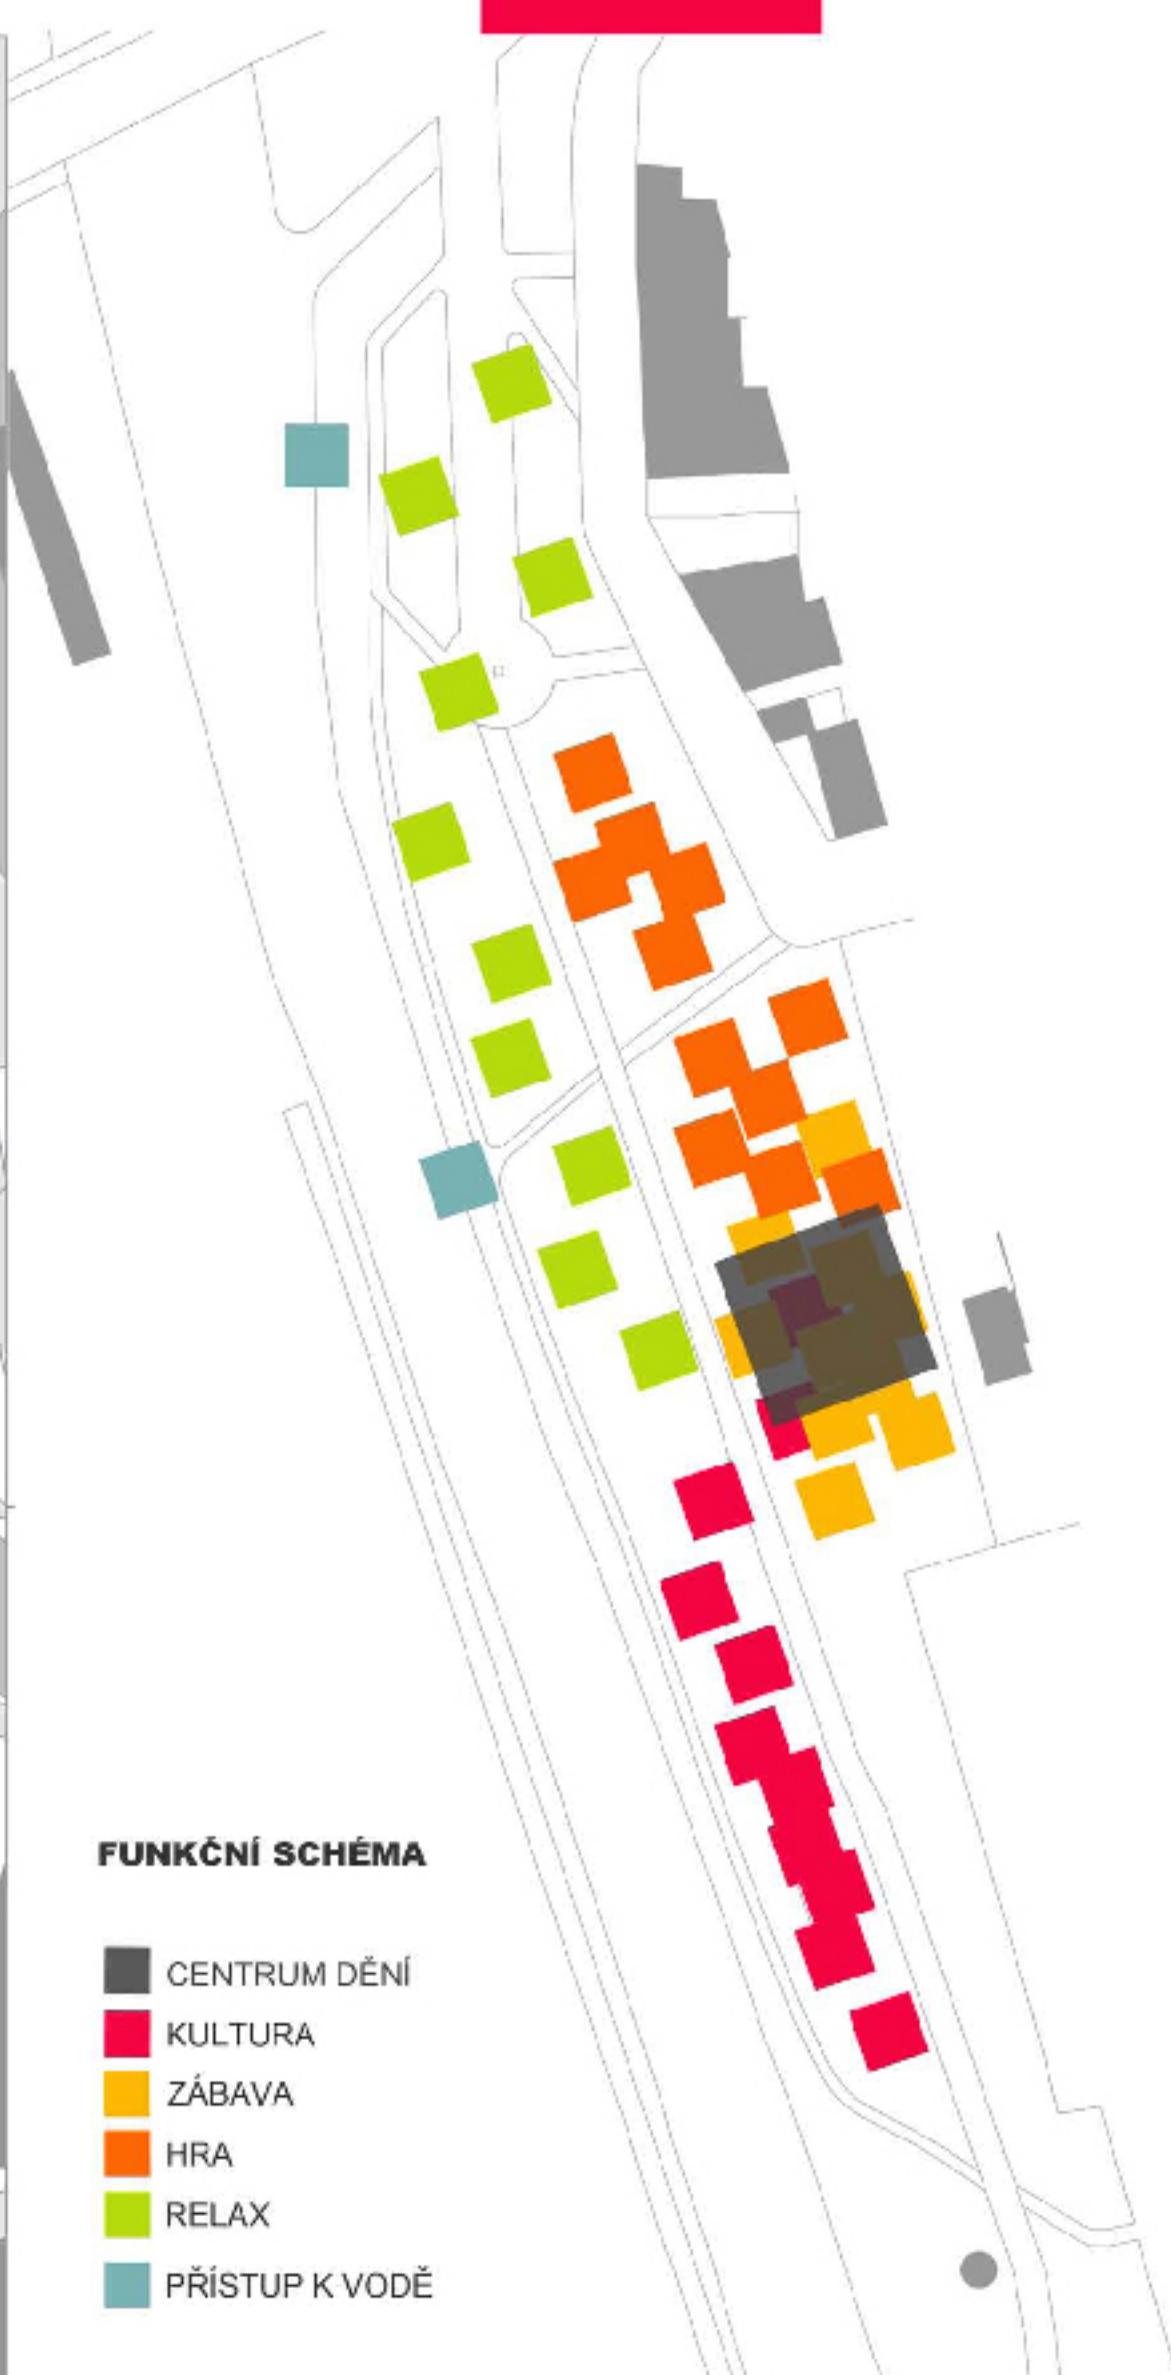 FUNKČNÍ SCHÉMA
CENTRUM DĚNÍ
KULTURA
ZÁBAVA
HRA
RELAX
PŘÍSTUP K VODĚ